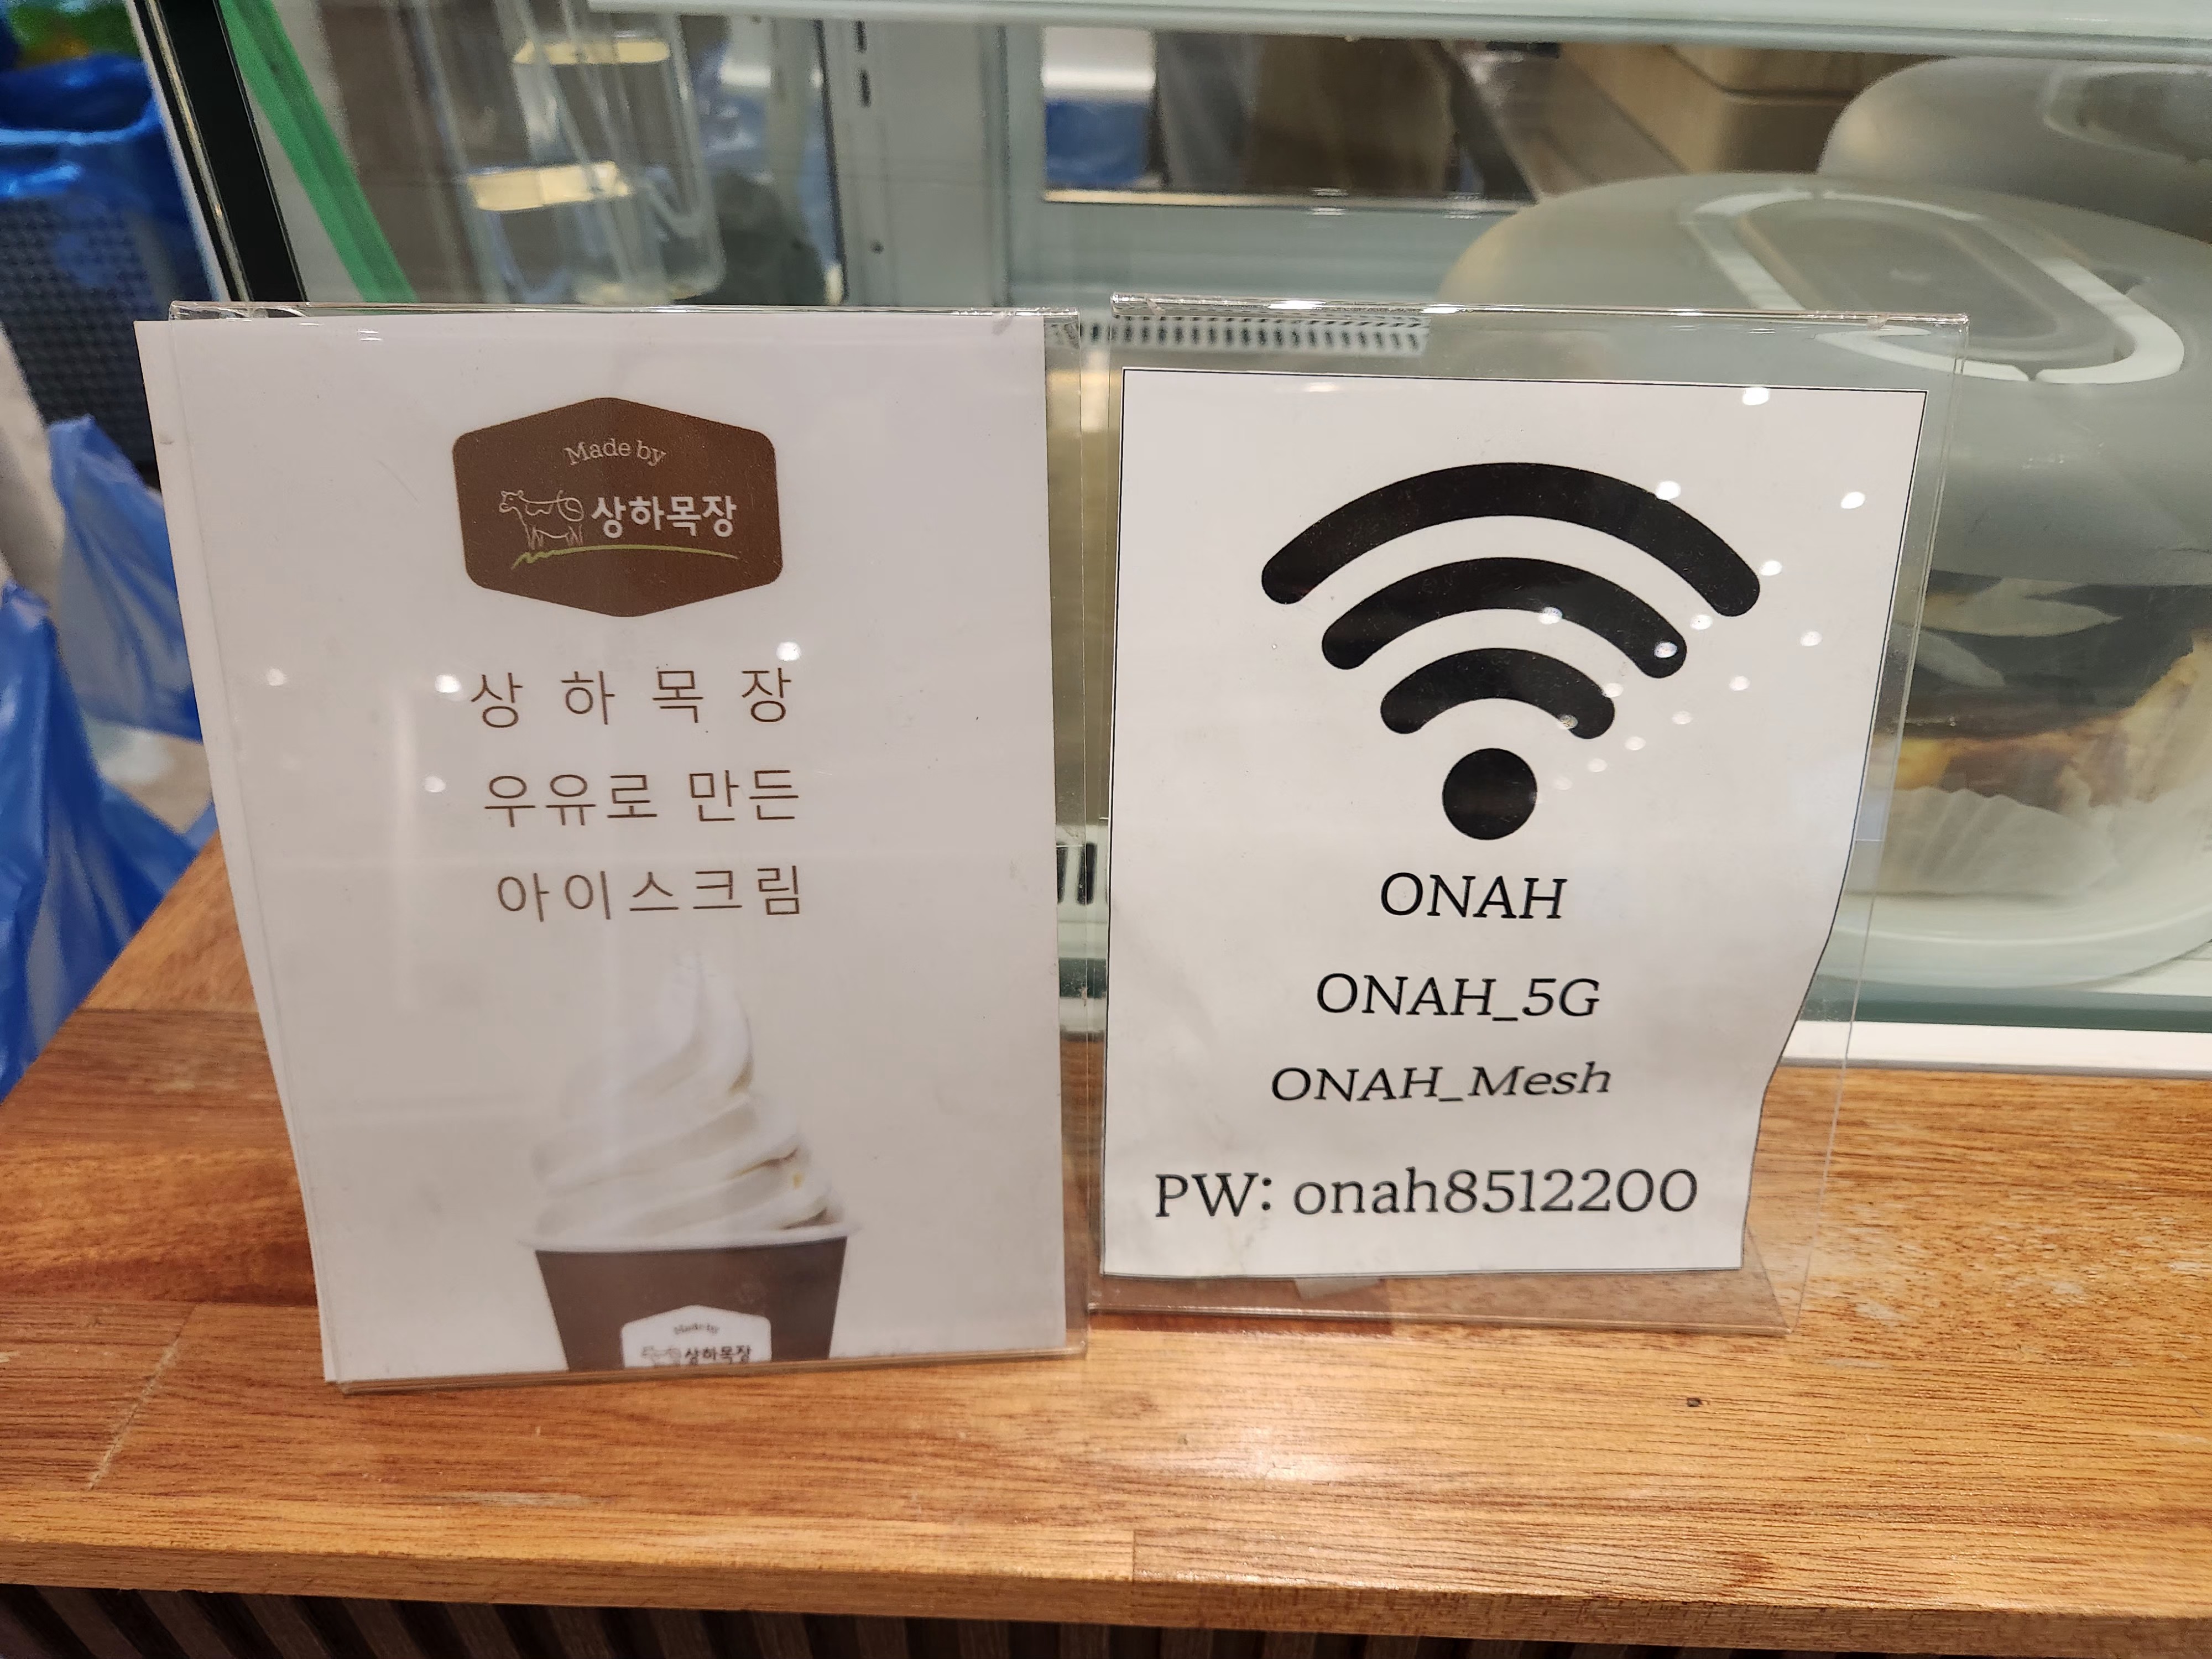 Made by
상하목장
상하목장
우유로 만든
아이스크림
Made by
상하목장
ONAH
ONAH_5G
ONAH_Mesh
PW: onah8512200